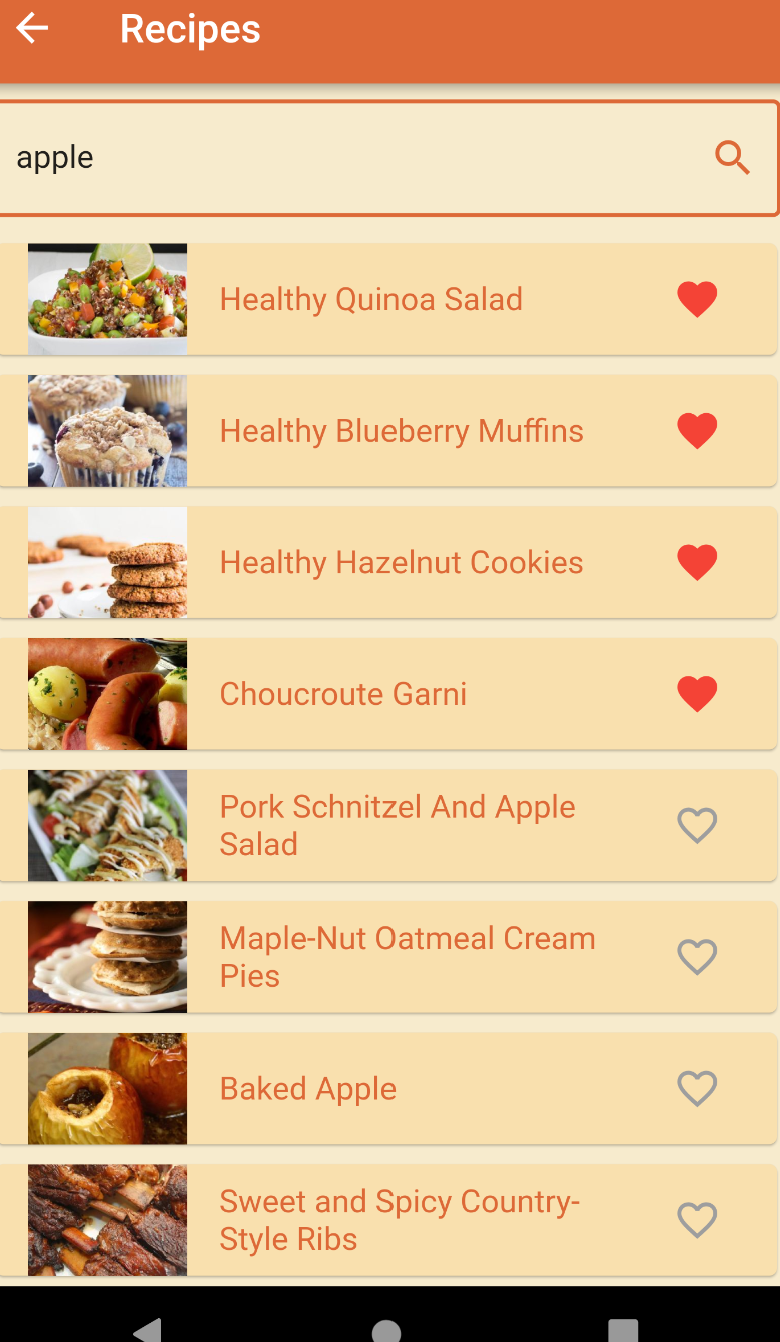 Recipes
apple
Healthy Quinoa Salad
Healthy Blueberry Muffins
Healthy Hazelnut Cookies
Choucroute Garni
Pork Schnitzel And Apple
Salad
Maple-Nut Oatmeal Cream
Pies
Baked Apple
Sweet and Spicy Country-
Style Ribs